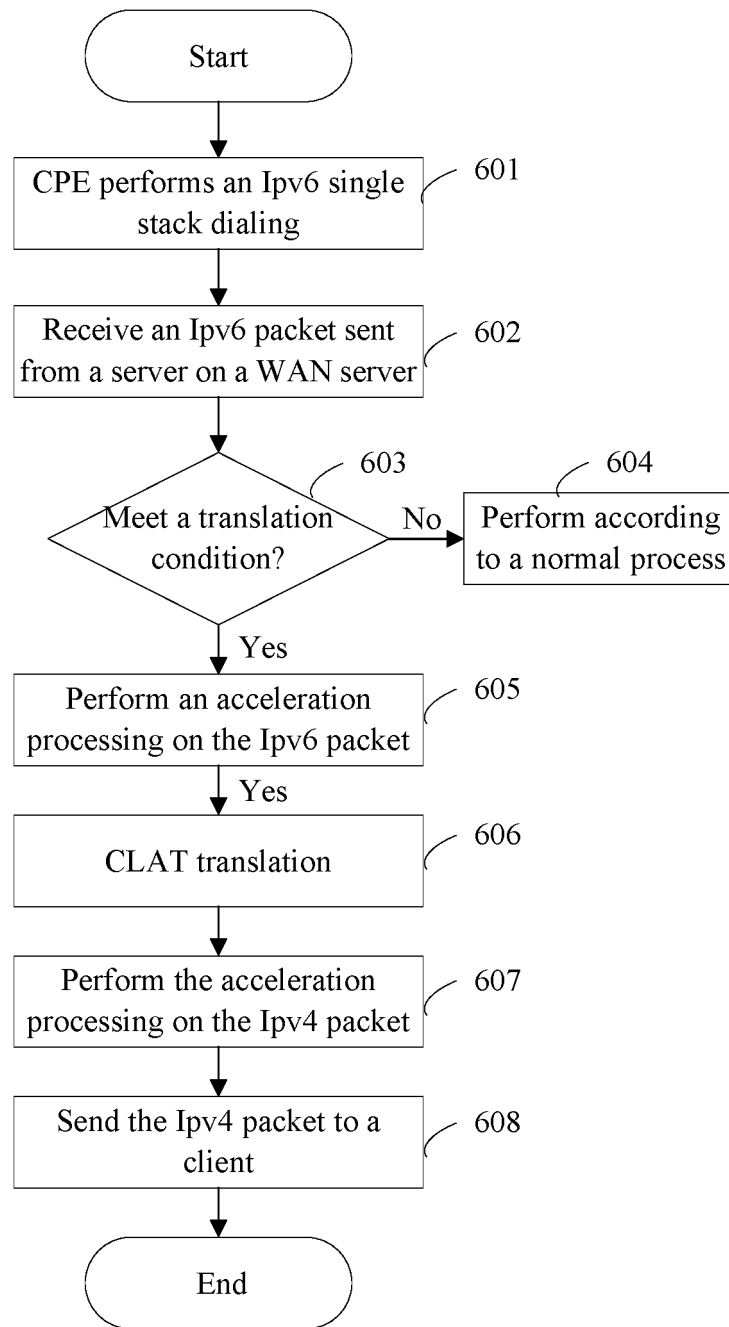 Start
CPE performs an Ipv6 single
stack dialing
601
Receive an Ipv6 packet sent
from a server on a WAN server
602
603
Meet a translation
condition?
No
604
Perform according
to a normal process
Yes
Perform an acceleration
processing on the Ipv6 packet
605
Yes
CLAT translation
606
Perform the acceleration
processing on the Ipv4 packet
607
Send the Ipv4 packet to a
client
608
End